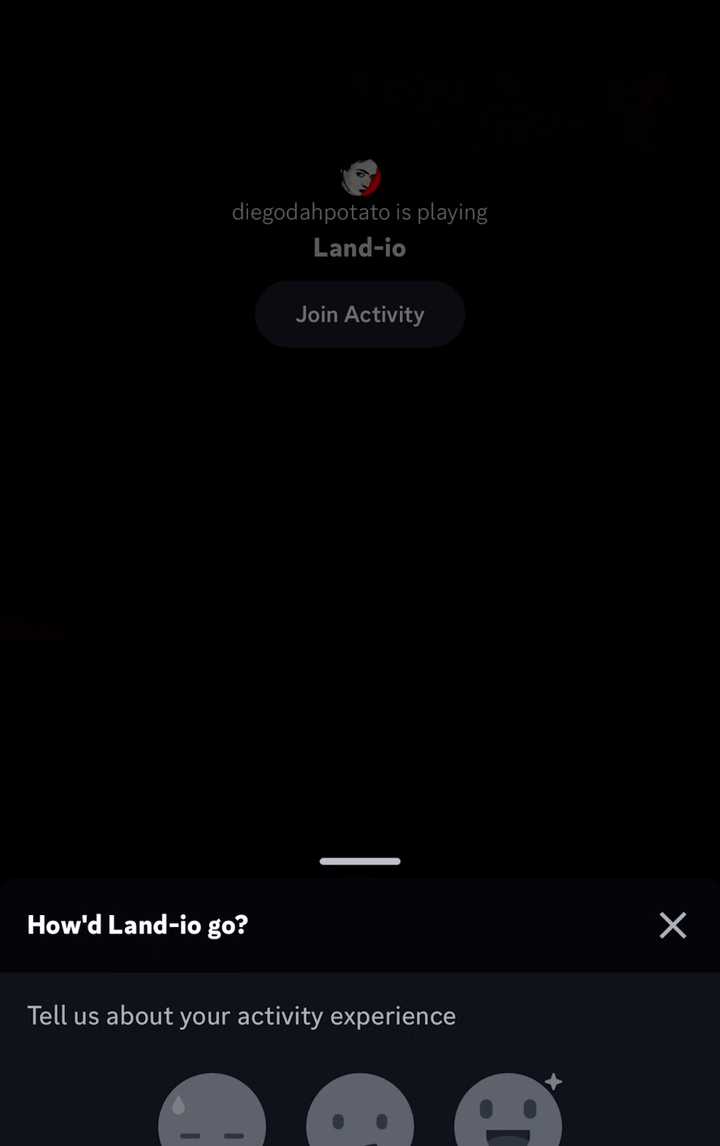 diegodahpotato is playing
Land-io
Join Activity
How'd Land-io go?
Tell us about your activity experience